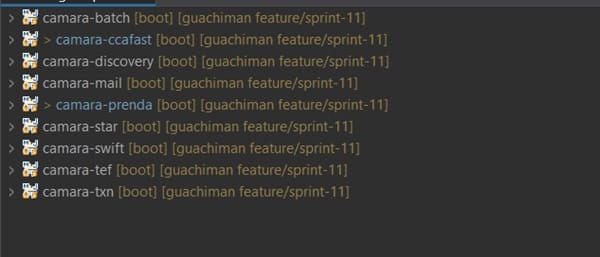 camara-batch [boot] [guachiman feature/sprint-11]
> camara-ccafast [boot] [guachiman feature/sprint-11]
camara-discovery [boot] [guachiman feature/sprint-11]
camara-mail [boot] [guachiman feature/sprint-11]
> camara-prenda [boot] [guachiman feature/sprint-11]
camara-star [boot] [guachiman feature/sprint-11]
camara-swift [boot] [guachiman feature/sprint-11]
camara-tef [boot] [guachiman feature/sprint-11]
camara-txn [boot] [guachiman feature/sprint-11]